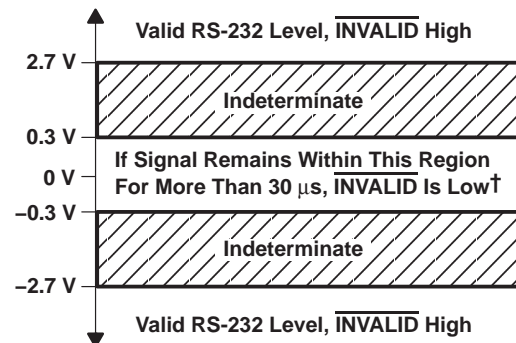 Valid RS-232 Level, INVALID High
2.7 V
Indeterminate
0.3 V
If Signal Remains Within This Region
0 V
For More Than 30 μs, INVALID Is Low†
–0.3 V
Indeterminate
–2.7 V
Valid RS-232 Level, INVALID High